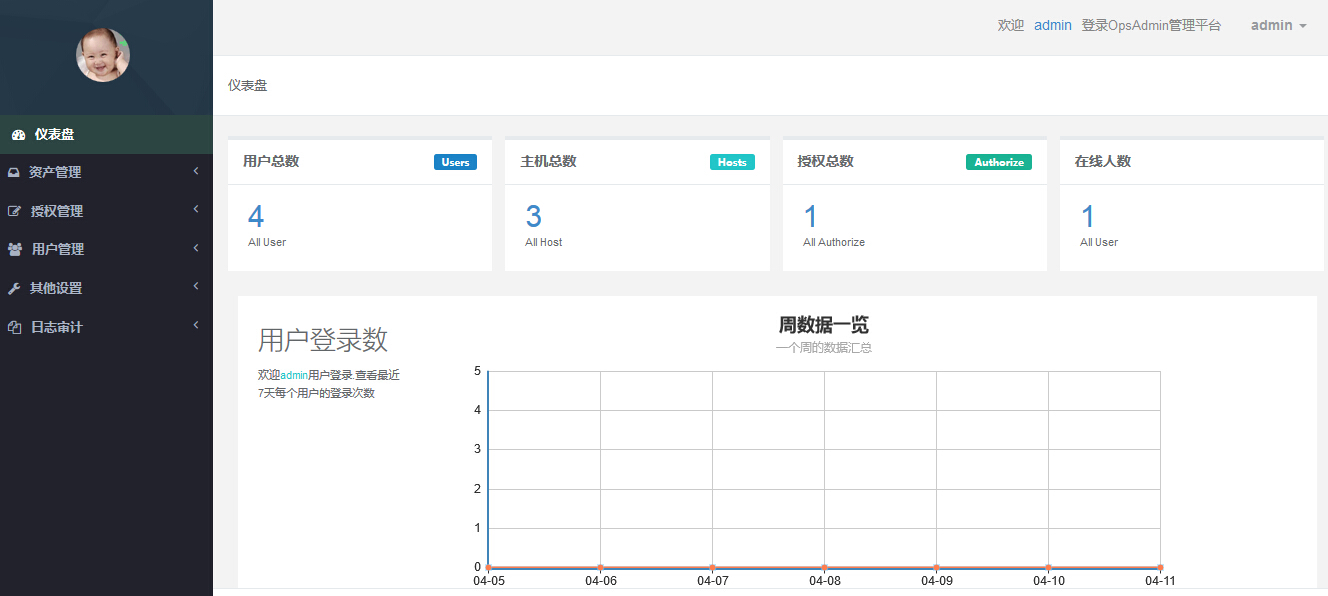 欢迎 admin 登录OpsAdmin管理平台 admin
仪表盘
仪表盘
资产管理
授权管理
用户管理
其他设置
日志审计
用户总数 Users
4
All User
主机总数 Hosts
3
All Host
授权总数 Authorize
1
All Authorize
在线人数
1
All User
用户登录数
欢迎admin用户登录.查看最近
7天每个用户的登录次数
周数据一览
一个周的数据汇总
5
4
3
2
1
0
04-05 04-06 04-07 04-08 04-09 04-10 04-11